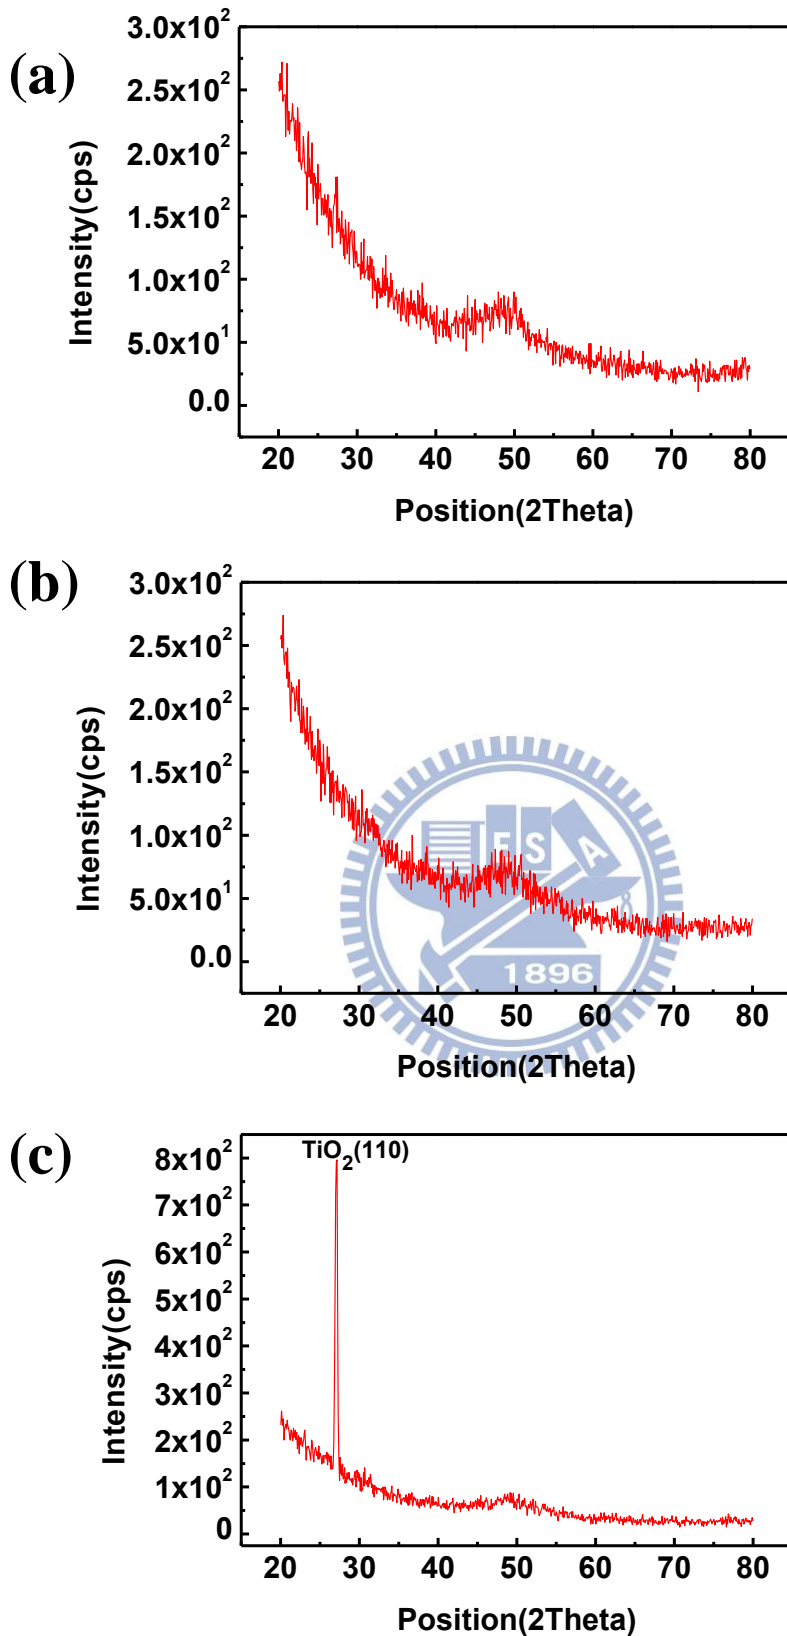 (a)
3.0x10²
2.5x10²
2.0x10²
1.5x10²
1.0x10²
5.0x10¹
0.0
Intensity(cps)
20 30 40 50 60 70 80
Position(2Theta)
(b)
3.0x10²
2.5x10²
2.0x10²
1.5x10²
1.0x10²
5.0x10¹
0.0
Intensity(cps)
E S A
1896
20 30 40 50 60 70 80
Position(2Theta)
(c)
TiO₂(110)
8x10²
7x10²
6x10²
5x10²
4x10²
3x10²
2x10²
1x10²
0
Intensity(cps)
20 30 40 50 60 70 80
Position(2Theta)